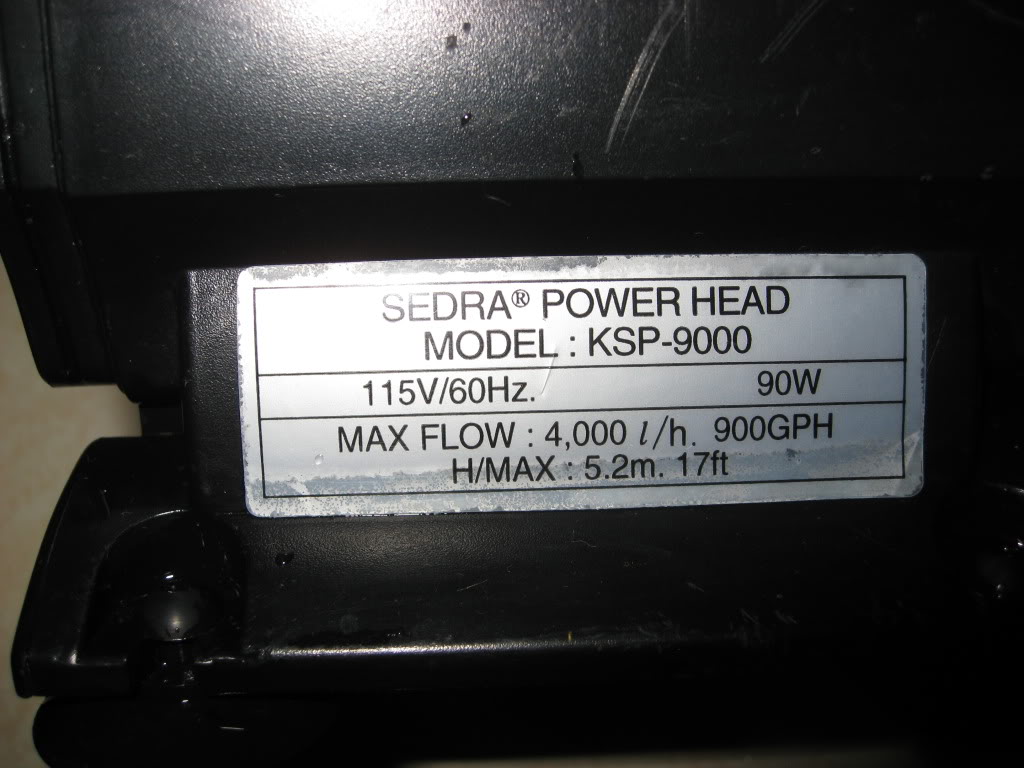 SEDRA® POWER HEAD
MODEL : KSP-9000
115V/60Hz. 90W
MAX FLOW : 4,000 l/h. 900GPH
H/MAX : 5.2m. 17ft